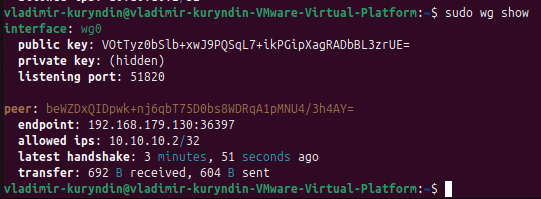 vladimir-kuryndin@vladimir-kuryndin-VMware-Virtual-Platform:~$ sudo wg show
interface: wg0
public key: VOtTyz0bSlb+xwJ9PQSqL7+ikPGipXagRADbBL3zrUE=
private key: (hidden)
listening port: 51820
peer: beWZDxQIDpwk+nj6qbT75D0bs8WDRqA1pMNU4/3h4AY=
endpoint: 192.168.179.130:36397
allowed ips: 10.10.10.2/32
latest handshake: 3 minutes, 51 seconds ago
transfer: 692 B received, 604 B sent
vladimir-kuryndin@vladimir-kuryndin-VMware-Virtual-Platform:~$